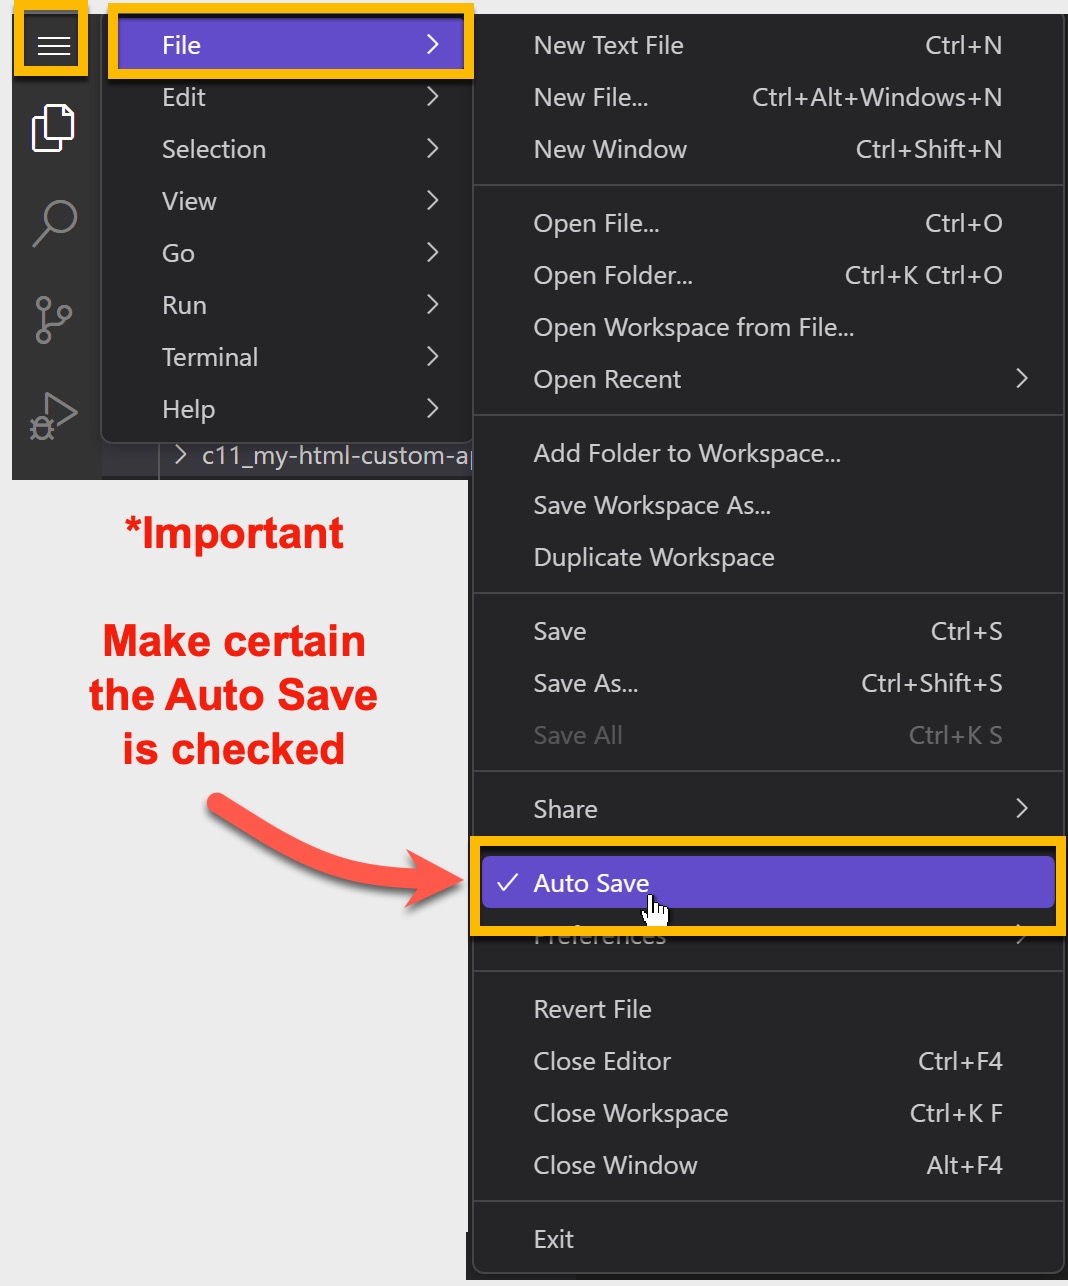 File
Edit
Selection
View
Go
Run
Terminal
Help
c11_my-html-custom-a
*Important
Make certain
the Auto Save
is checked
New Text File Ctrl+N
New File... Ctrl+Alt+Windows+N
New Window Ctrl+Shift+N
Open File... Ctrl+O
Open Folder... Ctrl+K Ctrl+O
Open Workspace from File...
Open Recent
Add Folder to Workspace...
Save Workspace As...
Duplicate Workspace
Save Ctrl+S
Save As... Ctrl+Shift+S
Save All Ctrl+K S
Share
Auto Save
Preferences
Revert File
Close Editor Ctrl+F4
Close Workspace Ctrl+K F
Close Window Alt+F4
Exit